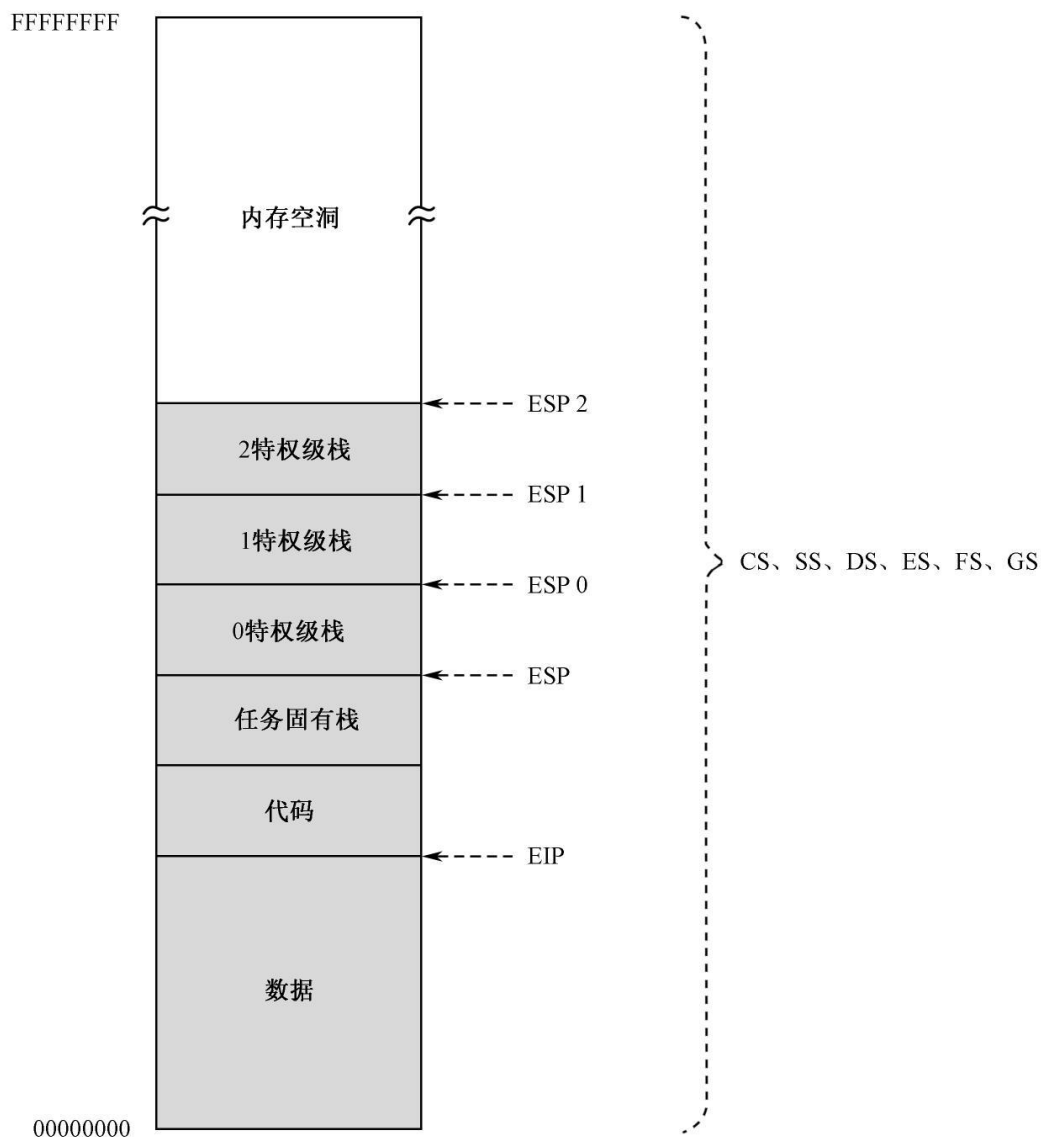 FFFFFFFF
内存空洞
ESP 2
2特权级栈
ESP 1
1特权级栈
CS、SS、DS、ES、FS、GS
ESP 0
0特权级栈
ESP
任务固有栈
代码
EIP
数据
00000000